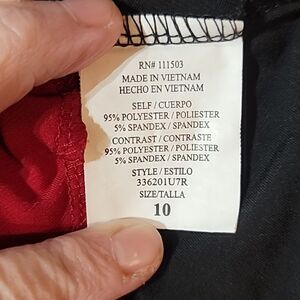 RN# 111503
MADE IN VIETNAM
HECHO EN VIETNAM
SELF / CUERPO
95% POLYESTER / POLIESTER
5% SPANDEX / SPANDEX
CONTRAST / CONTRASTE
95% POLYESTER / POLIESTER
5% SPANDEX / SPANDEX
STYLE / ESTILO
336201U7R
SIZE/TALLA
10